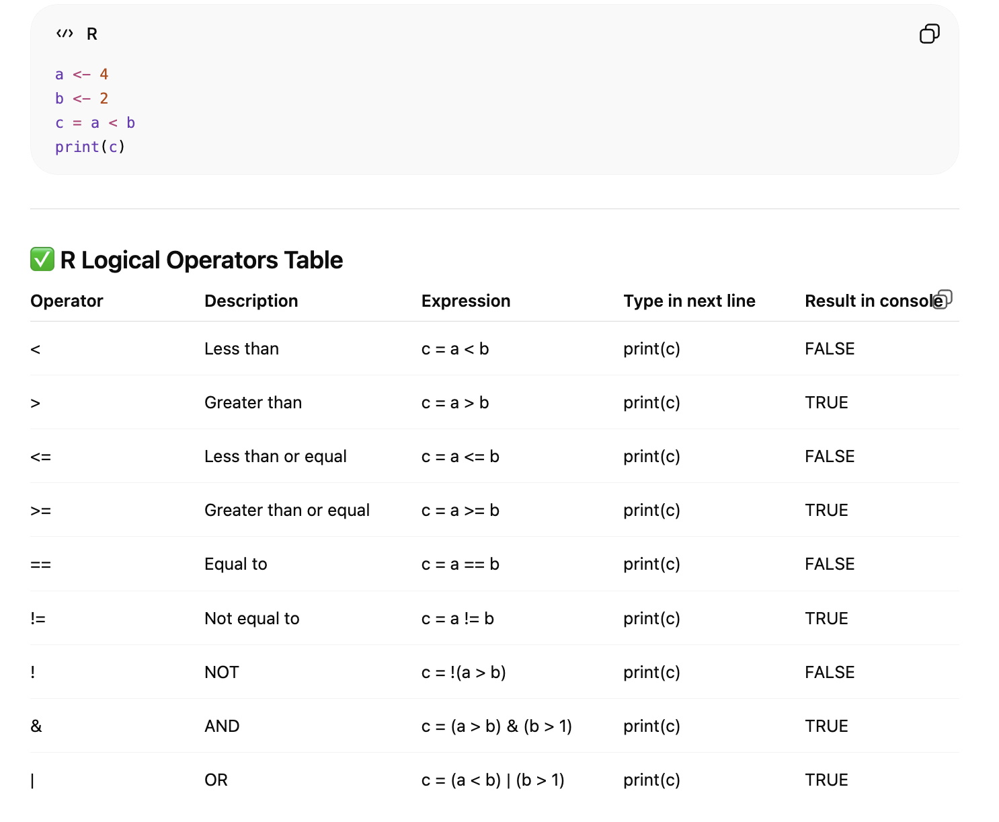 R
a <- 4
b <- 2
c = a < b
print(c)
✅ R Logical Operators Table
Operator Description Expression Type in next line Result in console
< Less than c = a < b print(c) FALSE
> Greater than c = a > b print(c) TRUE
<= Less than or equal c = a <= b print(c) FALSE
>= Greater than or equal c = a >= b print(c) TRUE
== Equal to c = a == b print(c) FALSE
!= Not equal to c = a != b print(c) TRUE
! NOT c = !(a > b) print(c) FALSE
& AND c = (a > b) & (b > 1) print(c) TRUE
| OR c = (a < b) | (b > 1) print(c) TRUE